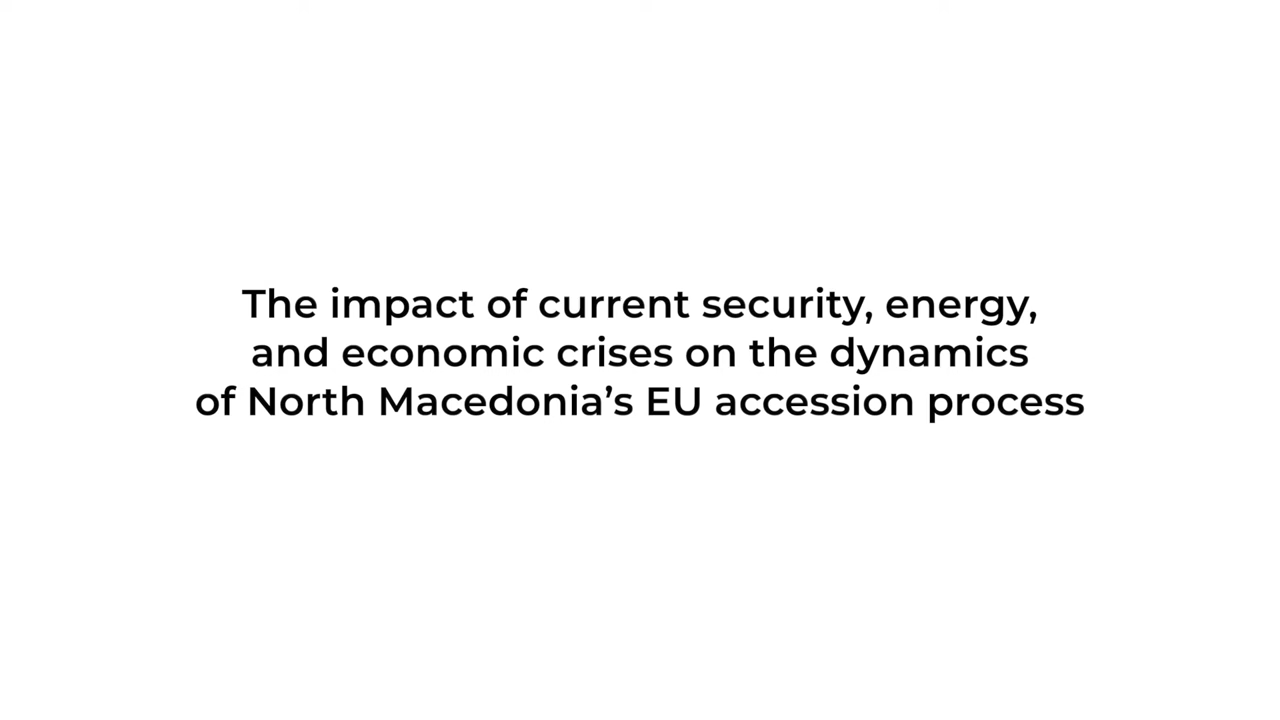 The impact of current security, energy,
and economic crises on the dynamics
of North Macedonia’s EU accession process